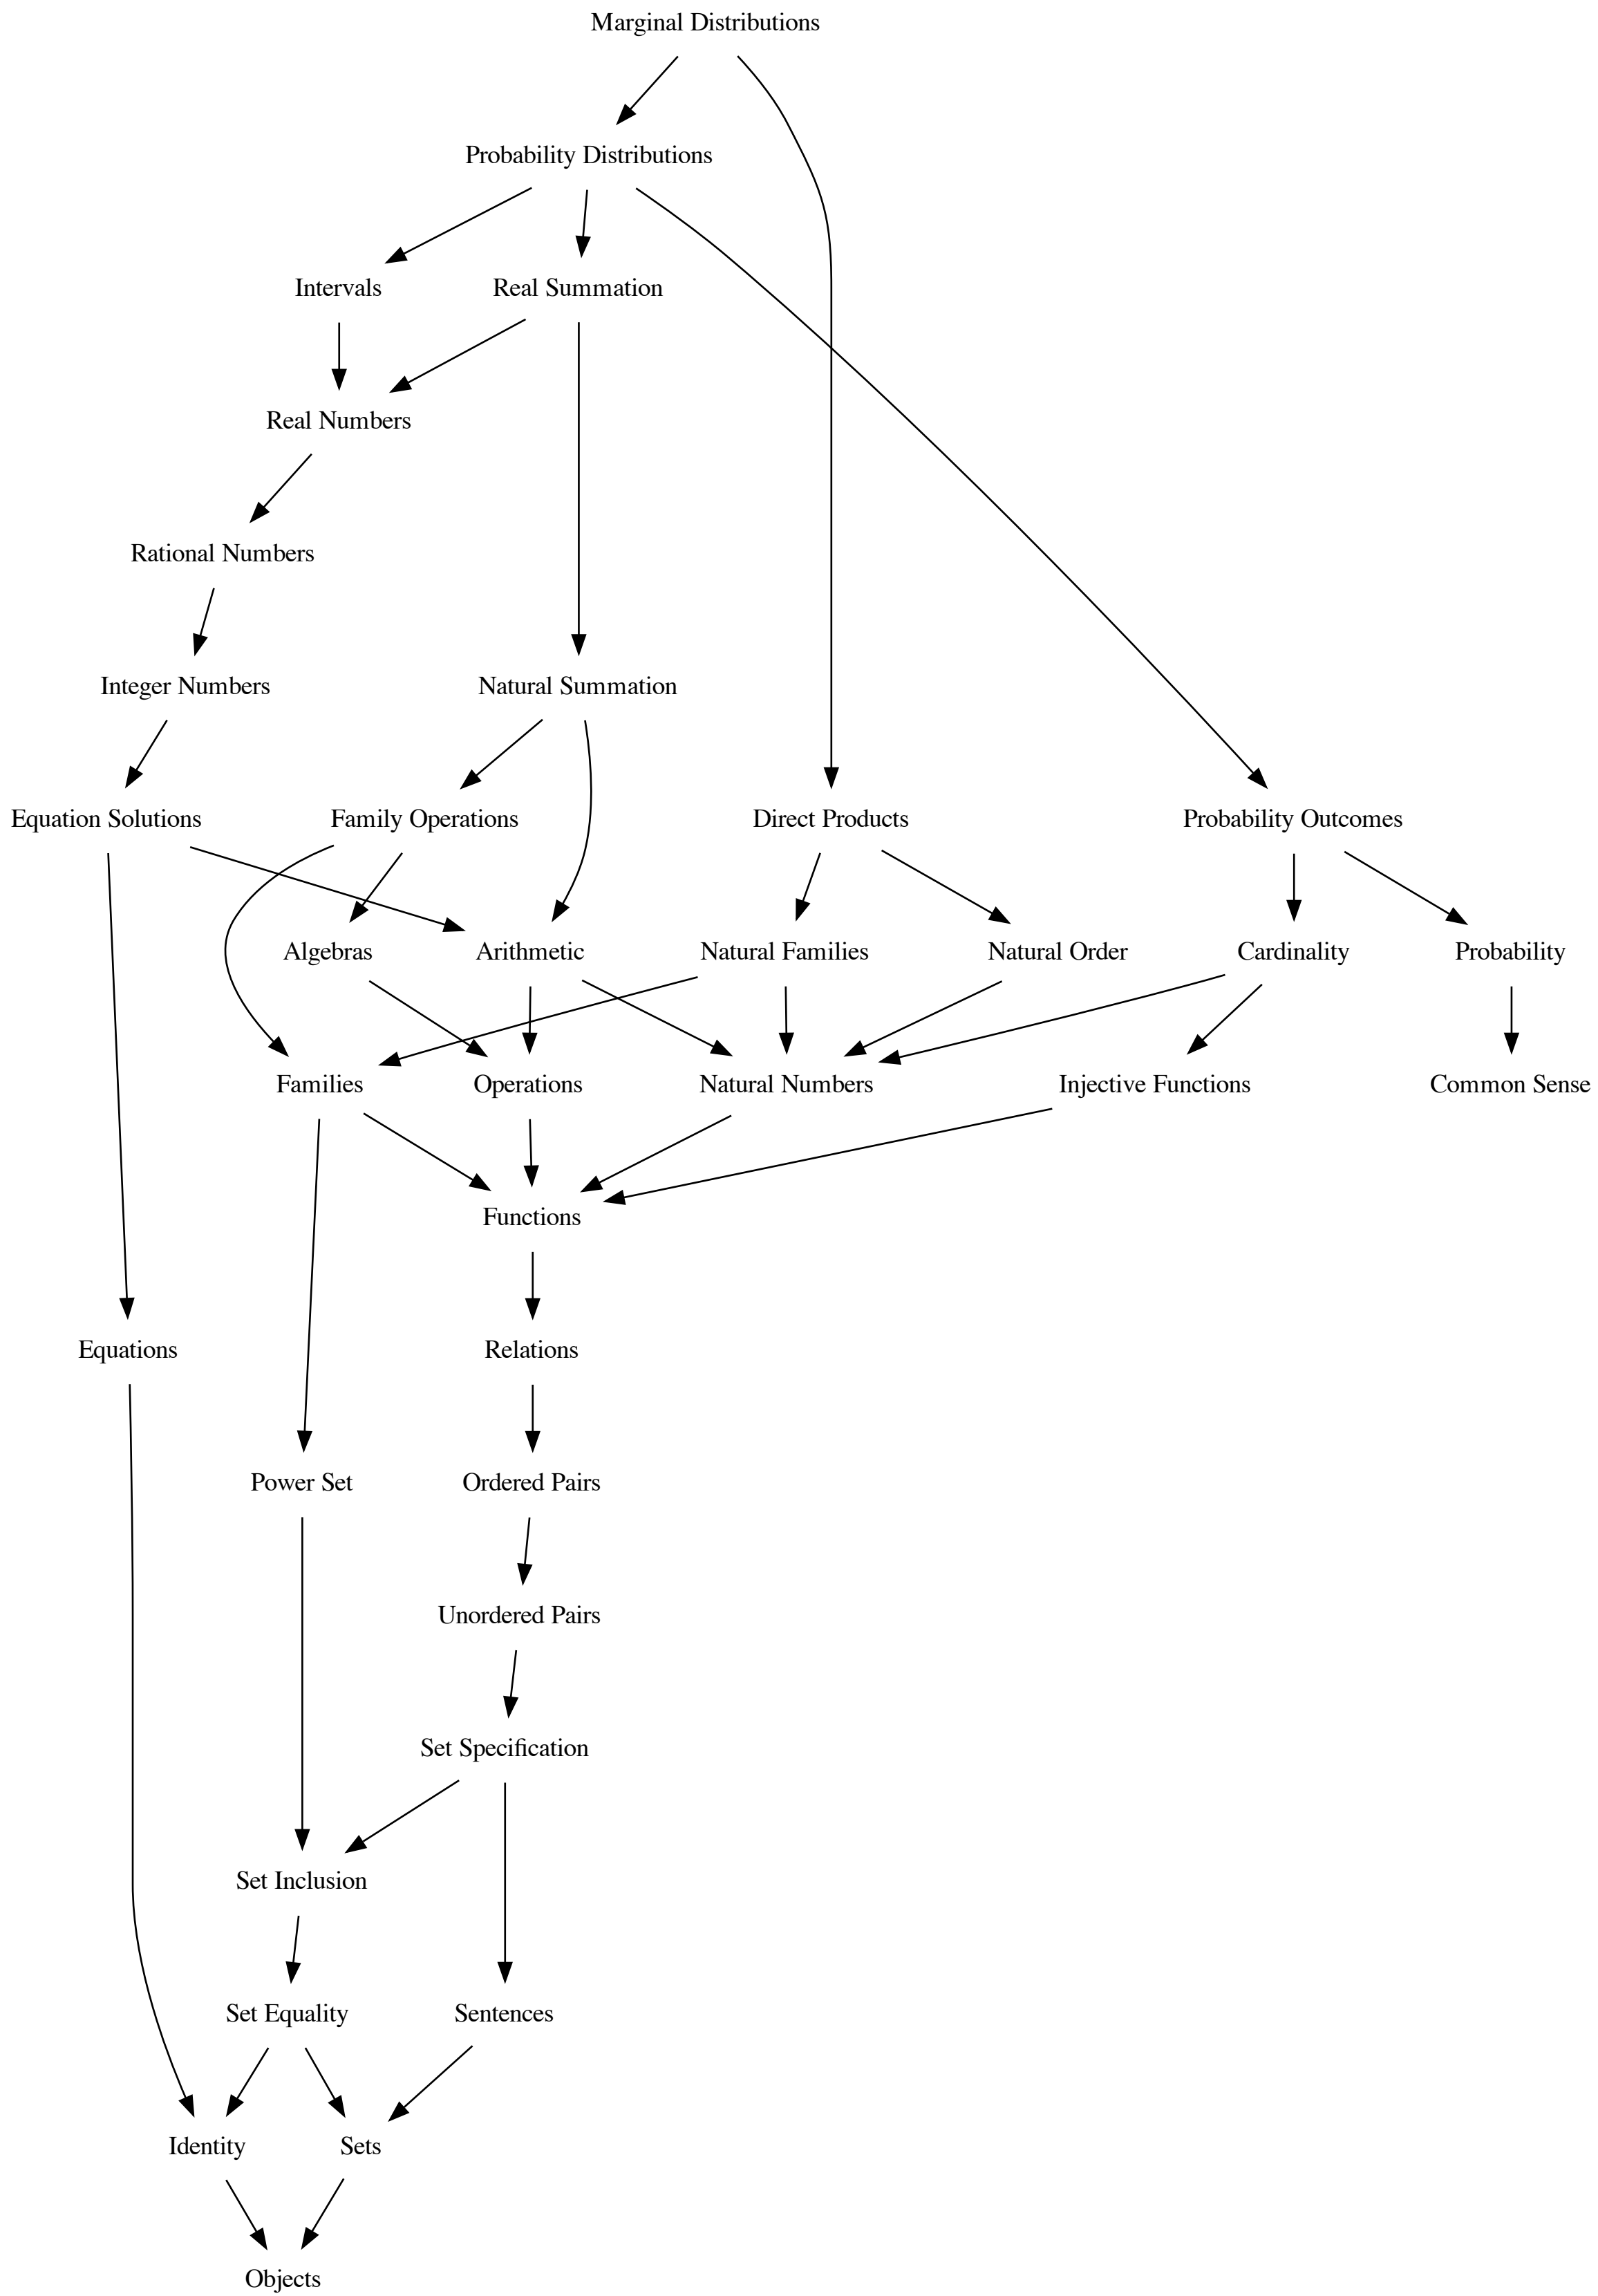 Marginal Distributions
Probability Distributions
Intervals
Real Summation
Real Numbers
Rational Numbers
Integer Numbers
Natural Summation
Equation Solutions
Family Operations
Direct Products
Probability Outcomes
Algebras
Arithmetic
Natural Families
Natural Order
Cardinality
Probability
Families
Operations
Natural Numbers
Injective Functions
Common Sense
Functions
Equations
Relations
Power Set
Ordered Pairs
Unordered Pairs
Set Specification
Set Inclusion
Set Equality
Sentences
Identity
Sets
Objects